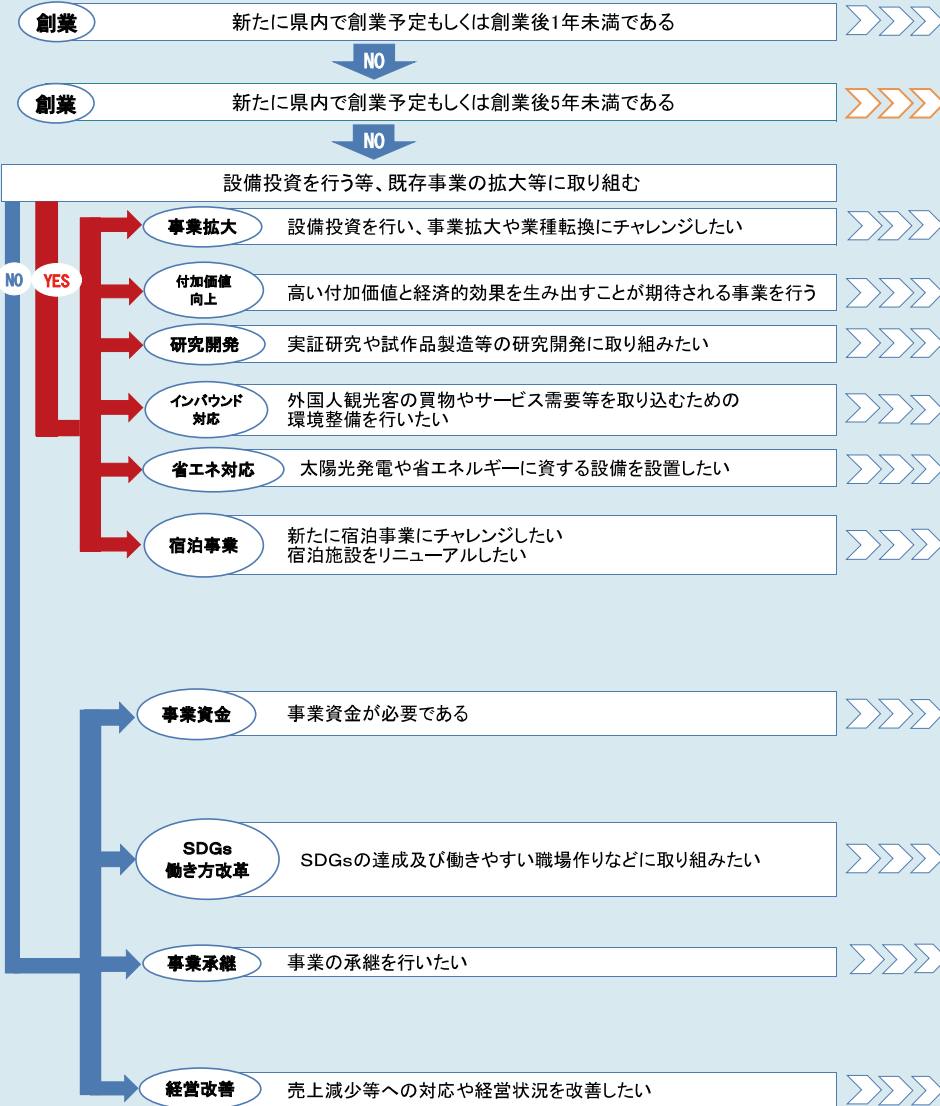 創業
新たに県内で創業予定もしくは創業後1年未満である
NO
創業
新たに県内で創業予定もしくは創業後5年未満である
NO
設備投資を行う等、既存事業の拡大等に取り組む
NO
YES
事業拡大
設備投資を行い、事業拡大や業種転換にチャレンジしたい
付加価値
向上
高い付加価値と経済的効果を生み出すことが期待される事業を行う
研究開発
実証研究や試作品製造等の研究開発に取り組みたい
インバウンド
対応
外国人観光客の買物やサービス需要等を取り込むための
環境整備を行いたい
省エネ対応
太陽光発電や省エネルギーに資する設備を設置したい
宿泊事業
新たに宿泊事業にチャレンジしたい
宿泊施設をリニューアルしたい
事業資金
事業資金が必要である
SDGs
働き方改革
SDGsの達成及び働きやすい職場作りなどに取り組みたい
事業承継
事業の承継を行いたい
経営改善
売上減少等への対応や経営状況を改善したい